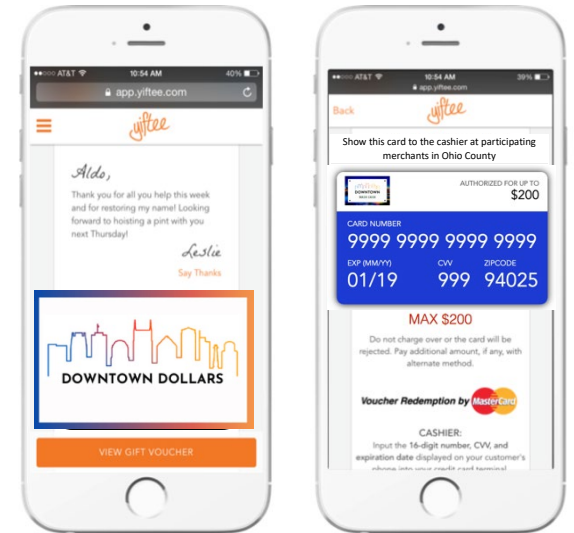 AT&T 10:54 AM 40%
app.yiftee.com
yiftee
Aldo,
Thank you for all you help this week
and for restoring my name! Looking
forward to hoisting a pint with you
next Thursday!
Leslie
Say Thanks
DOWNTOWN DOLLARS
VIEW GIFT VOUCHER
AT&T 10:54 AM 39%
app.yiftee.com
Back
yiftee
Show this card to the cashier at participating
merchants in Ohio County
DOWNTOWN
AUTHORIZED FOR UP TO
$200
CARD NUMBER
9999 9999 9999 9999
EXP (MM/YY) CVV ZIPCODE
01/19 999 94025
MAX $200
Do not charge over or the card will be
rejected. Pay additional amount, if any, with
alternate method.
Voucher Redemption by MasterCard
CASHIER:
Input the 16-digit number, CVV, and
expiration date displayed on your customer's
phone into your credit card terminal